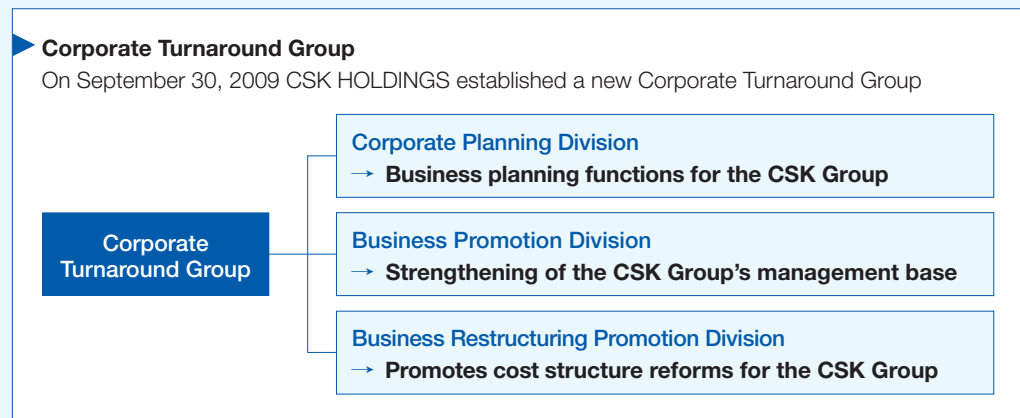 Corporate Turnaround Group
On September 30, 2009 CSK HOLDINGS established a new Corporate Turnaround Group
Corporate
Turnaround Group
Corporate Planning Division
→ Business planning functions for the CSK Group
Business Promotion Division
→ Strengthening of the CSK Group’s management base
Business Restructuring Promotion Division
→ Promotes cost structure reforms for the CSK Group